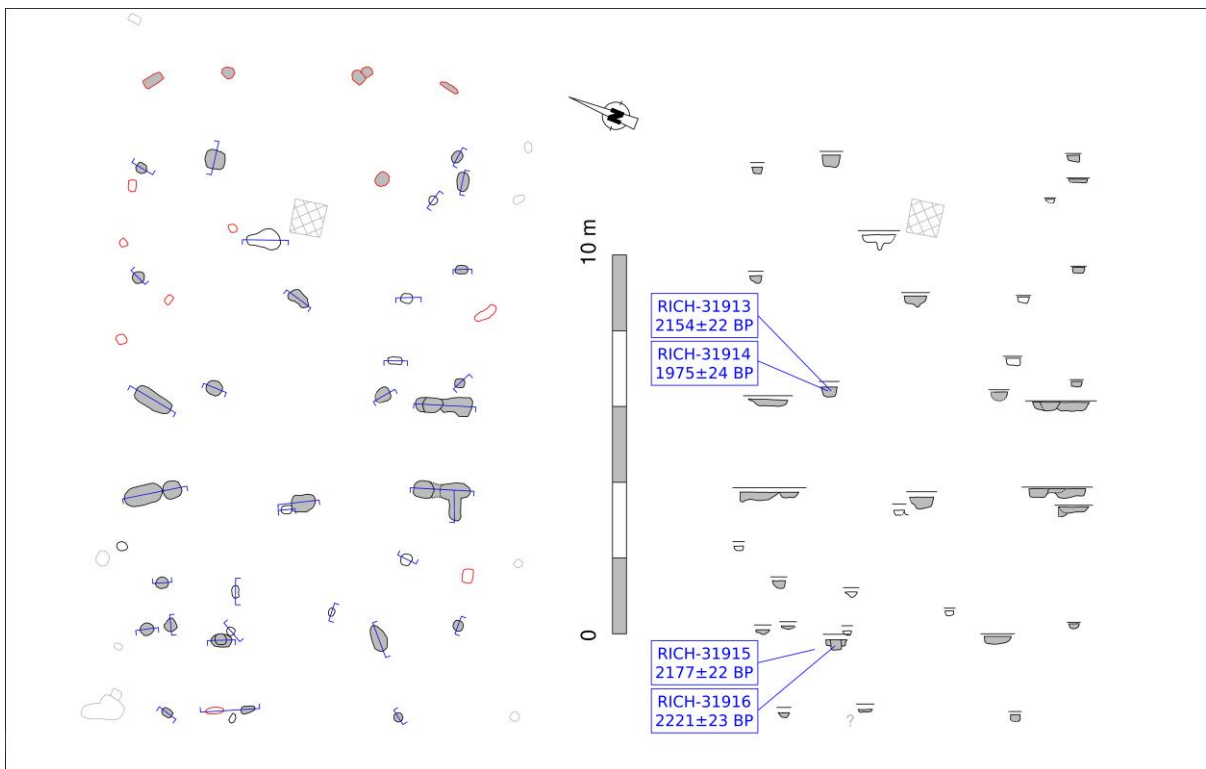 N
10 m
0
RICH-31913
2154±22 BP
RICH-31914
1975±24 BP
RICH-31915
2177±22 BP
RICH-31916
2221±23 BP
?